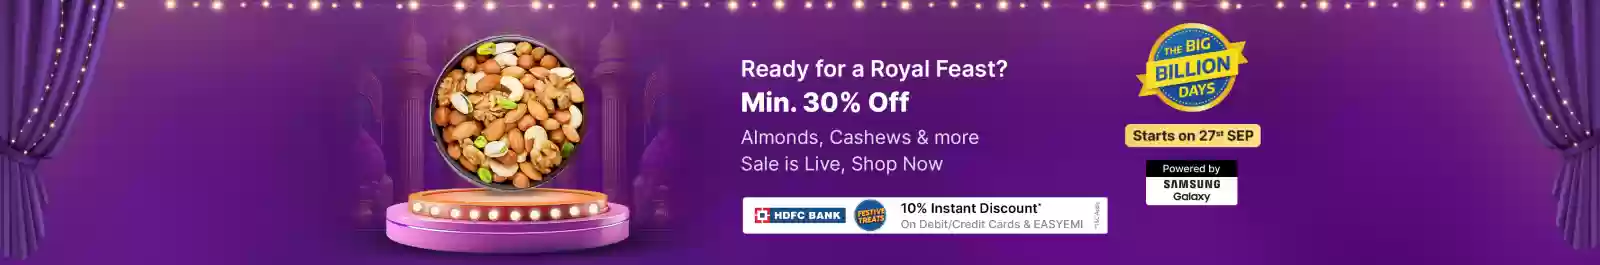 Ready for a Royal Feast?
Min. 30% Off
Almonds, Cashews & more
Sale is Live, Shop Now
HDFC BANK
FESTIVE TREATS
10% Instant Discount*
On Debit/Credit Cards & EASYEMI
*T&C Apply
THE BIG
BILLION
DAYS
Starts on 27st SEP
Powered by
SAMSUNG
Galaxy